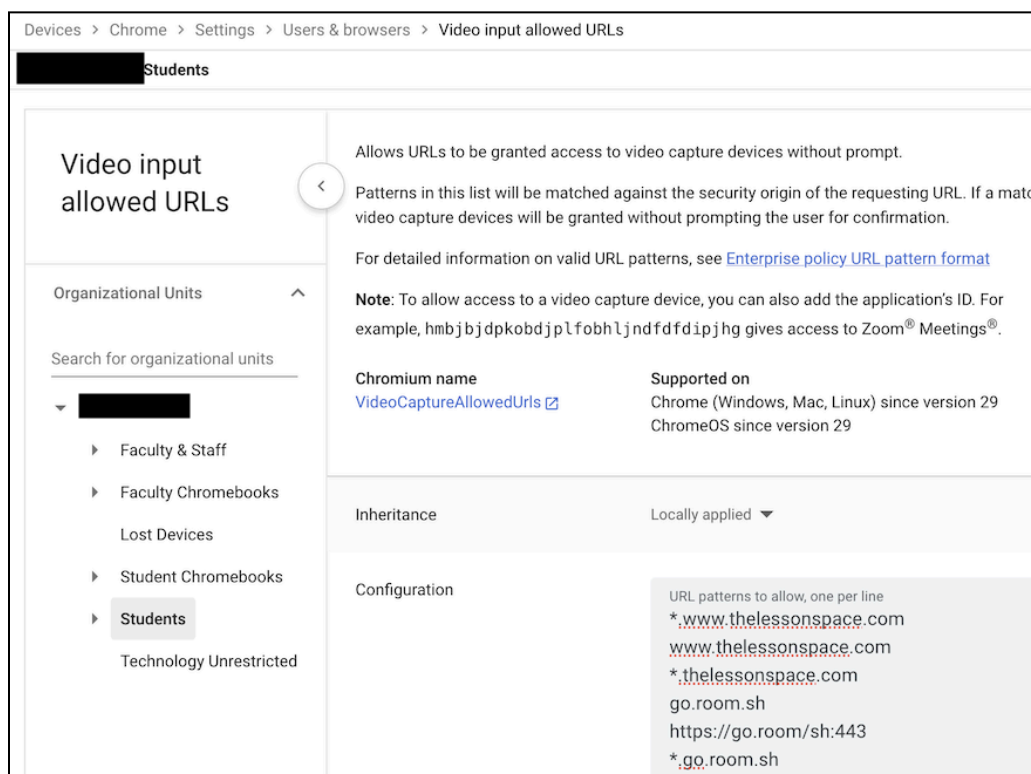 Devices > Chrome > Settings > Users & browsers > Video input allowed URLs
Students
Video input
allowed URLs
Organizational Units
Search for organizational units
Faculty & Staff
Faculty Chromebooks
Lost Devices
Student Chromebooks
Students
Technology Unrestricted
Allows URLs to be granted access to video capture devices without prompt.
Patterns in this list will be matched against the security origin of the requesting URL. If a matc
video capture devices will be granted without prompting the user for confirmation.
For detailed information on valid URL patterns, see Enterprise policy URL pattern format
Note: To allow access to a video capture device, you can also add the application's ID. For
example, hmbjbjdpkobdjplfobhljndfdfdipjhg gives access to Zoom® Meetings®.
Chromium name
VideoCaptureAllowedUrls
Supported on
Chrome (Windows, Mac, Linux) since version 29
ChromeOS since version 29
Inheritance
Locally applied
Configuration
URL patterns to allow, one per line
*.www.thelessonspace.com
www.thelessonspace.com
*.thelessonspace.com
go.room.sh
https://go.room/sh:443
*.go.room.sh